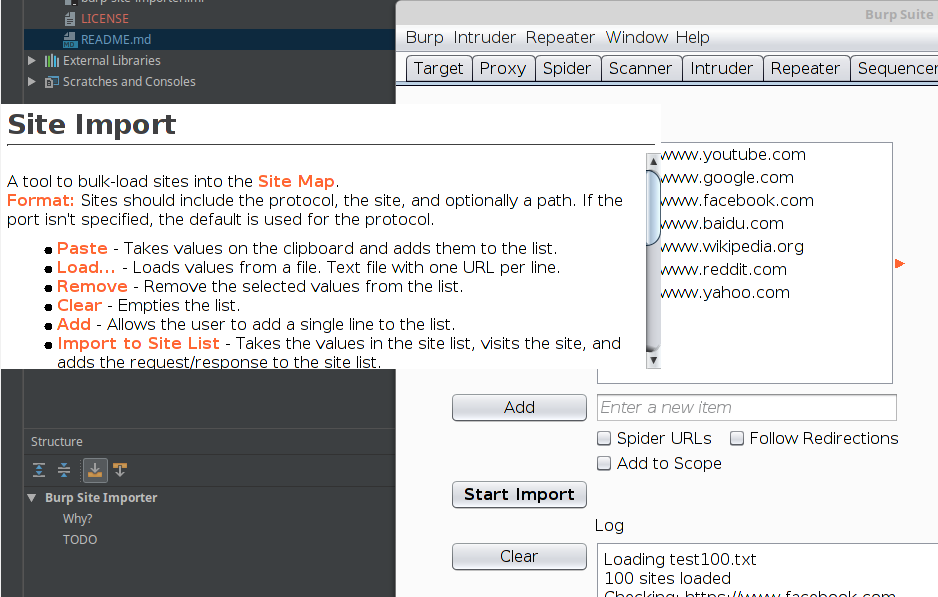 LICENSE
README.md
External Libraries
Scratches and Consoles
Burp Suite
Burp Intruder Repeater Window Help
Target Proxy Spider Scanner Intruder Repeater Sequencer
Site Import
A tool to bulk-load sites into the Site Map.
Format: Sites should include the protocol, the site, and optionally a path. If the
port isn't specified, the default is used for the protocol.
Paste - Takes values on the clipboard and adds them to the list.
Load... - Loads values from a file. Text file with one URL per line.
Remove - Remove the selected values from the list.
Clear - Empties the list.
Add - Allows the user to add a single line to the list.
Import to Site List - Takes the values in the site list, visits the site, and
adds the request/response to the site list.
www.youtube.com
www.google.com
www.facebook.com
www.baidu.com
www.wikipedia.org
www.reddit.com
www.yahoo.com
Add
Enter a new item
Spider URLs Follow Redirections
Add to Scope
Start Import
Log
Clear
Loading test100.txt
100 sites loaded
Checking: https://www.facebook.com
Structure
Burp Site Importer
Why?
TODO